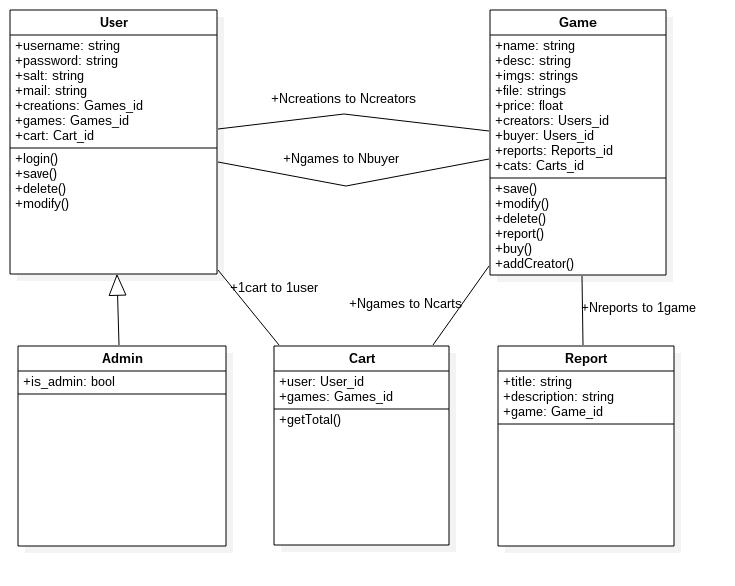 User
+username: string
+password: string
+salt: string
+mail: string
+creations: Games_id
+games: Games_id
+cart: Cart_id
+login()
+save()
+delete()
+modify()
+Ncreations to Ncreators
+Ngames to Nbuyer
Game
+name: string
+desc: string
+imgs: strings
+file: strings
+price: float
+creators: Users_id
+buyer: Users_id
+reports: Reports_id
+cats: Carts_id
+save()
+modify()
+delete()
+report()
+buy()
+addCreator()
+1cart to 1user
+Ngames to Ncarts
+Nreports to 1game
Admin
+is_admin: bool
Cart
+user: User_id
+games: Games_id
+getTotal()
Report
+title: string
+description: string
+game: Game_id